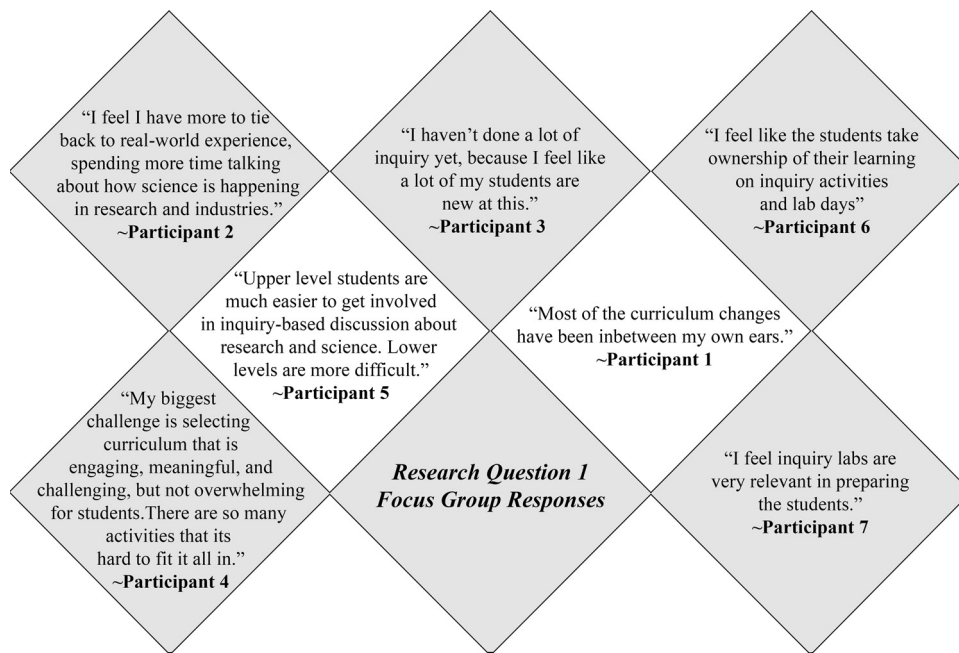 “I feel I have more to tie
back to real-world experience,
spending more time talking
about how science is happening
in research and industries.”
~Participant 2
“I haven’t done a lot of
inquiry yet, because I feel like
a lot of my students are
new at this.”
~Participant 3
“I feel like the students take
ownership of their learning
on inquiry activities
and lab days”
~Participant 6
“Upper level students are
much easier to get involved
in inquiry-based discussion about
research and science. Lower
levels are more difficult.”
~Participant 5
“Most of the curriculum changes
have been inbetween my own ears.”
~Participant 1
“My biggest
challenge is selecting
curriculum that is
engaging, meaningful, and
challenging, but not overwhelming
for students.There are so many
activities that its
hard to fit it all in.”
~Participant 4
Research Question 1
Focus Group Responses
“I feel inquiry labs are
very relevant in preparing
the students.”
~Participant 7